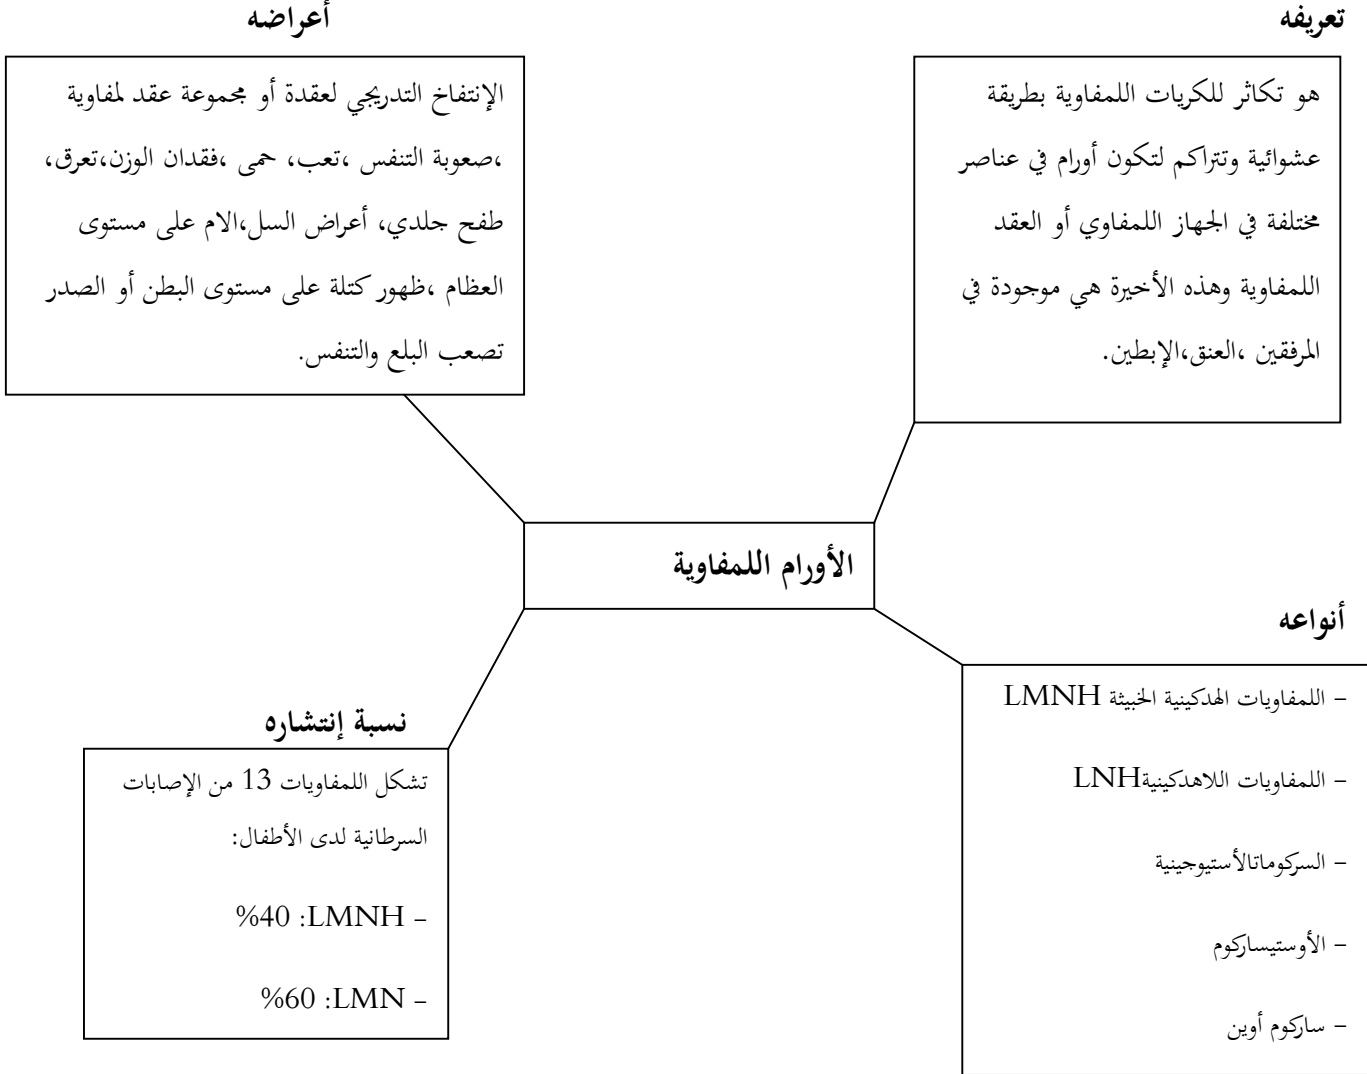 تعريفه
هو تكاثر للكريات اللمفاوية بطريقة
عشوائية وتتراكم لتكون أورام في عناصر
مختلفة في الجهاز اللمفاوي أو العقد
اللمفاوية وهذه الأخيرة هي موجودة في
المرفقين ،العنق،الإبطين.
أعراضه
الإنتفاخ التدريجي لعقدة أو مجموعة عقد لمفاوية
،صعوبة التنفس ،تعب، حمى ،فقدان الوزن،تعرق،
طفح جلدي، أعراض السل،الام على مستوى
العظام ،ظهور كتلة على مستوى البطن أو الصدر
تصعب البلع والتنفس.
الأورام اللمفاوية
أنواعه
- اللمفاويات الهدكينية الخبيثة LMNH
- اللمفاويات اللاهدكينيةLNH
- السركوماتالأستيوجينية
- الأوستيساركوم
- ساركوم أوين
نسبة إنتشاره
تشكل اللمفاويات 13 من الإصابات
السرطانية لدى الأطفال:
- LMNH: 40%
- LMN: 60%